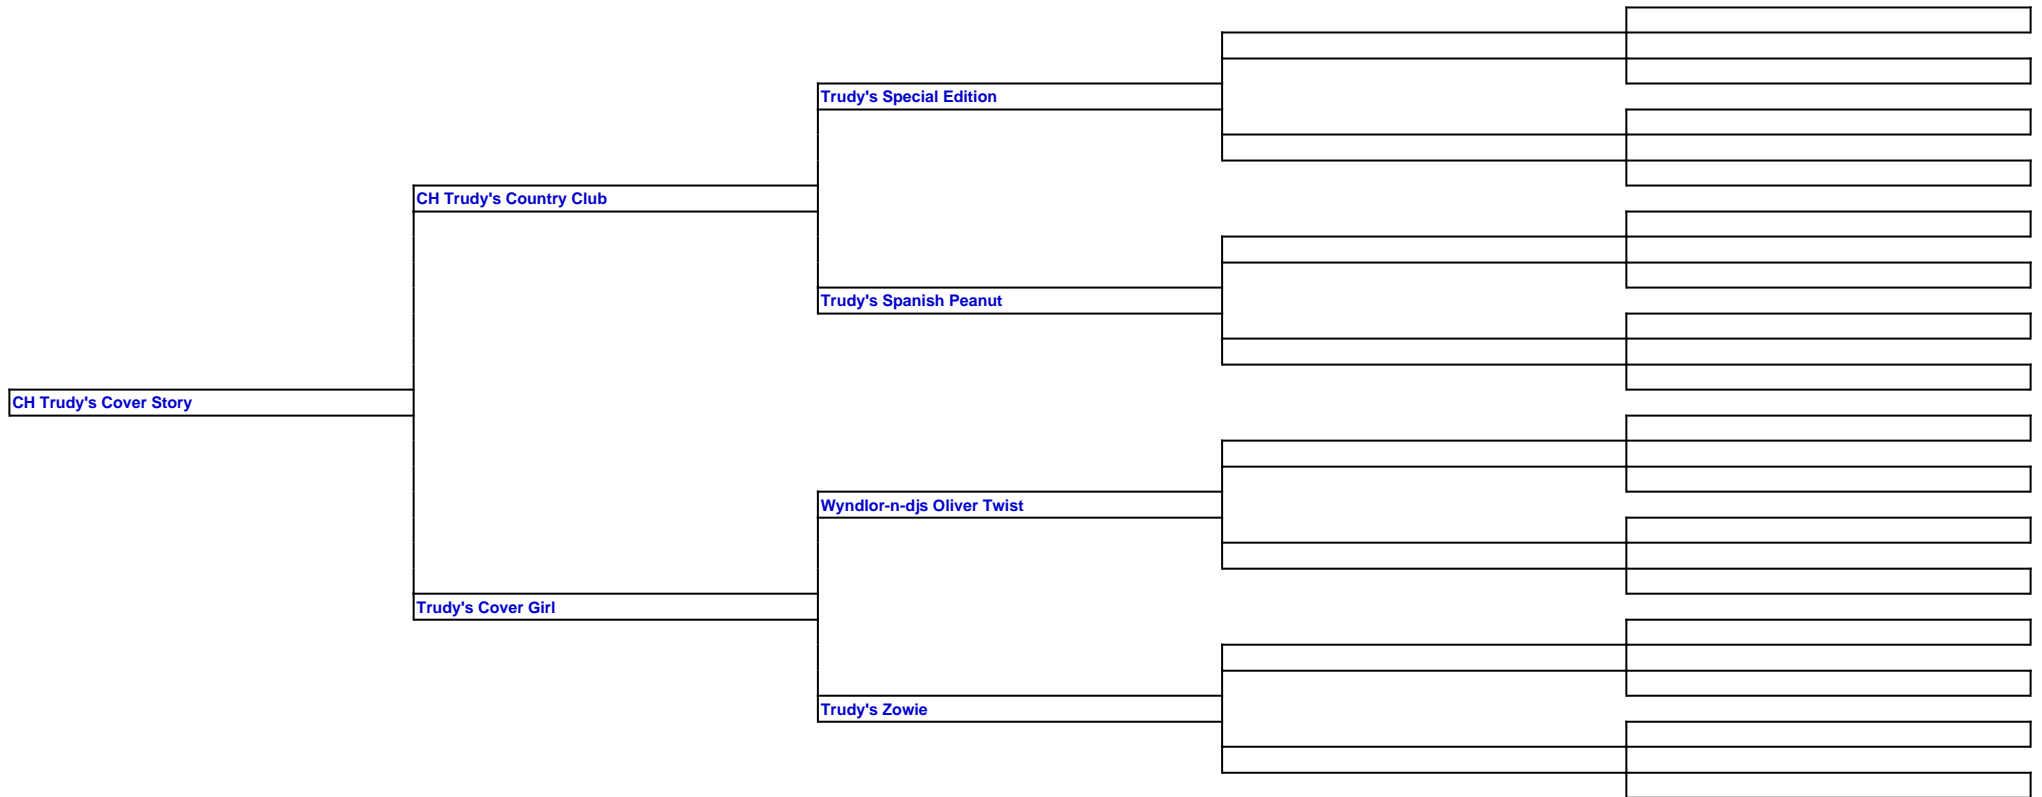 Trudy's Special Edition
CH Trudy's Country Club
Trudy's Spanish Peanut
CH Trudy's Cover Story
Wyndlor-n-djs Oliver Twist
Trudy's Cover Girl
Trudy's Zowie